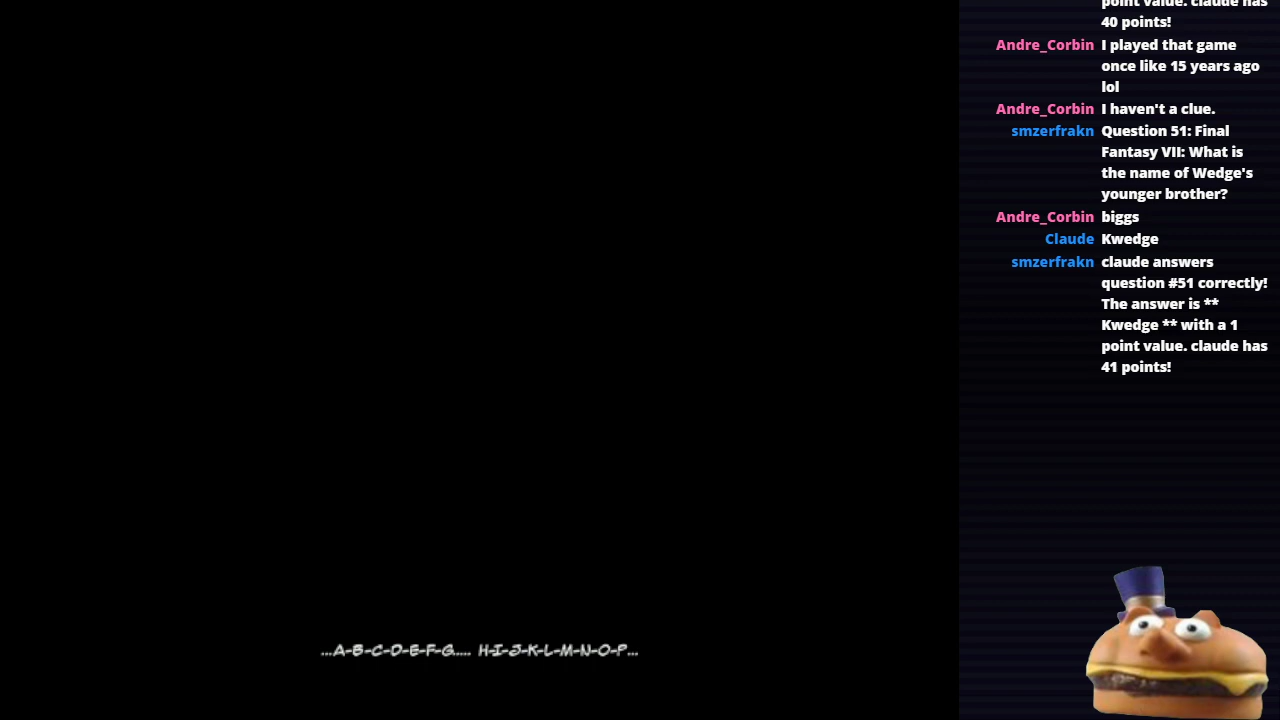 point value. claude has
40 points!
Andre_Corbin I played that game
once like 15 years ago
lol
Andre_Corbin I haven't a clue.
smzerfrakn Question 51: Final
Fantasy VII: What is
the name of Wedge's
younger brother?
Andre_Corbin biggs
Claude Kwedge
smzerfrakn claude answers
question #51 correctly!
The answer is **
Kwedge ** with a 1
point value. claude has
41 points!
...A-B-C-D-E-F-G..... H-I-J-K-L-M-N-O-P...